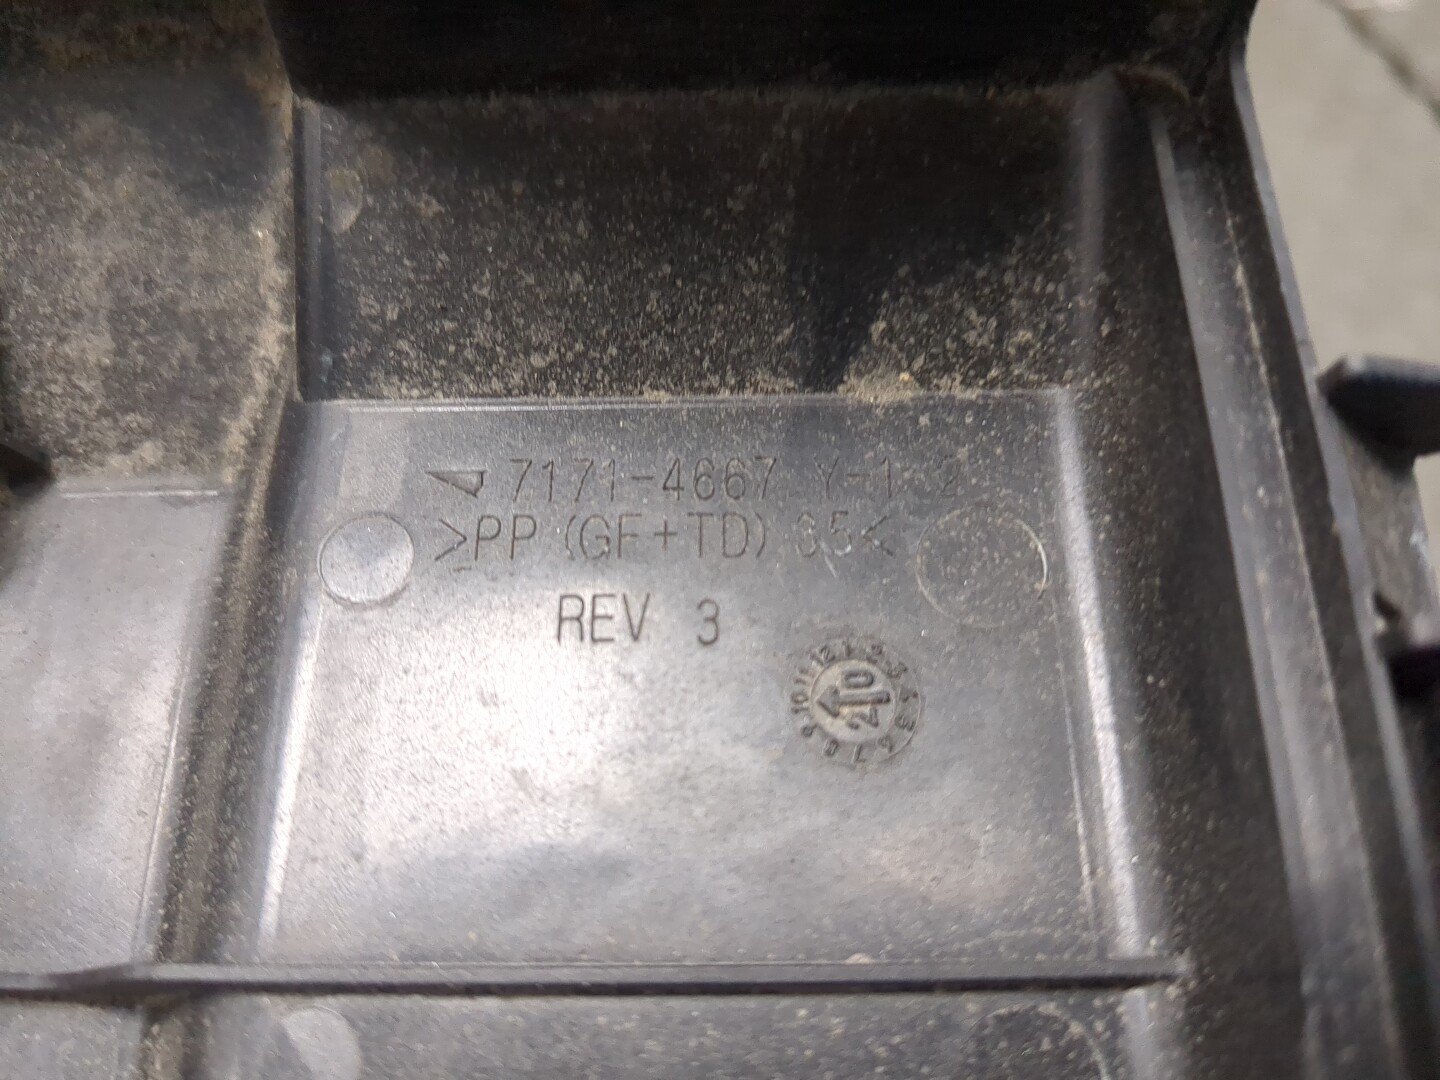 7171-4667 Y-1 2
>PP (GF+TD) 35<
REV 3